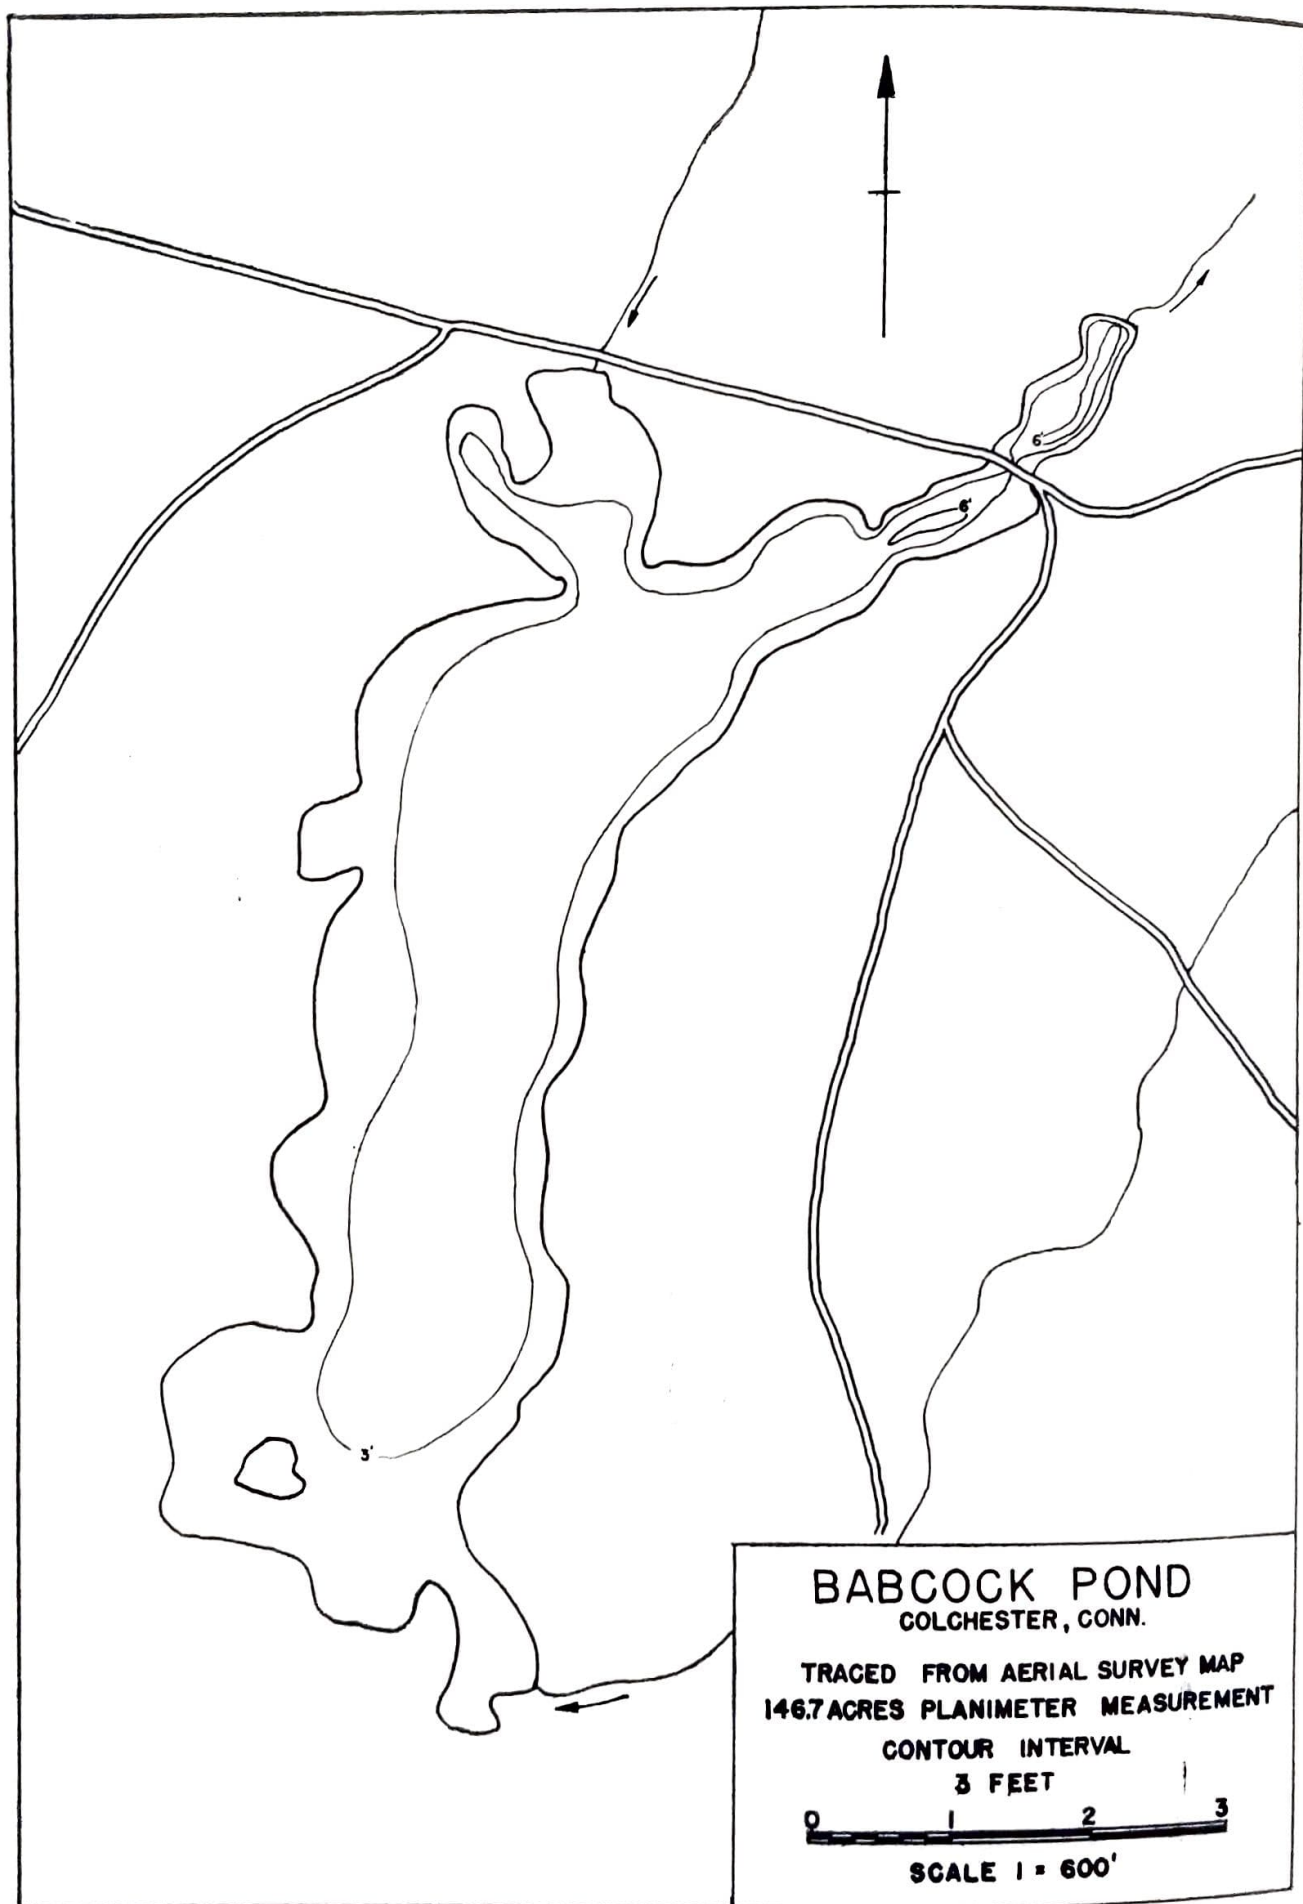 6'
6'
3'
BABCOCK POND
COLCHESTER, CONN.
TRACED FROM AERIAL SURVEY MAP
146.7 ACRES PLANIMETER MEASUREMENT
CONTOUR INTERVAL
3 FEET
0 1 2 3
SCALE 1 = 600'